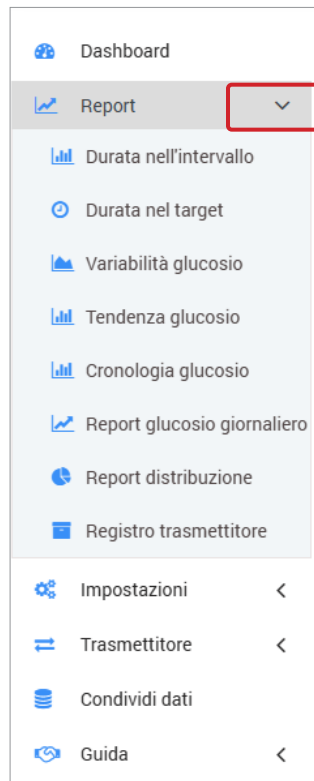 Dashboard
Report
Durata nell'intervallo
Durata nel target
Variabilità glucosio
Tendenza glucosio
Cronologia glucosio
Report glucosio giornaliero
Report distribuzione
Registro trasmettitore
Impostazioni
Trasmettitore
Condividi dati
Guida